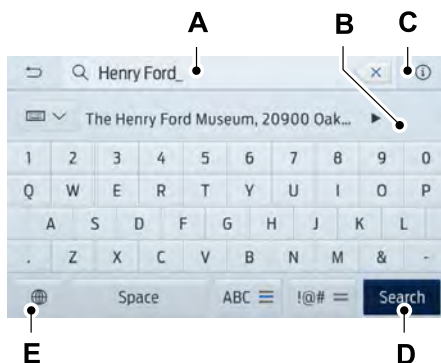 A
B
C
Henry Ford_
The Henry Ford Museum, 20900 Oak...
1 2 3 4 5 6 7 8 9 0
Q W E R T Y U I O P
A S D F G H J K L
. Z X C V B N M & -
Space ABC !@# Search
E
D